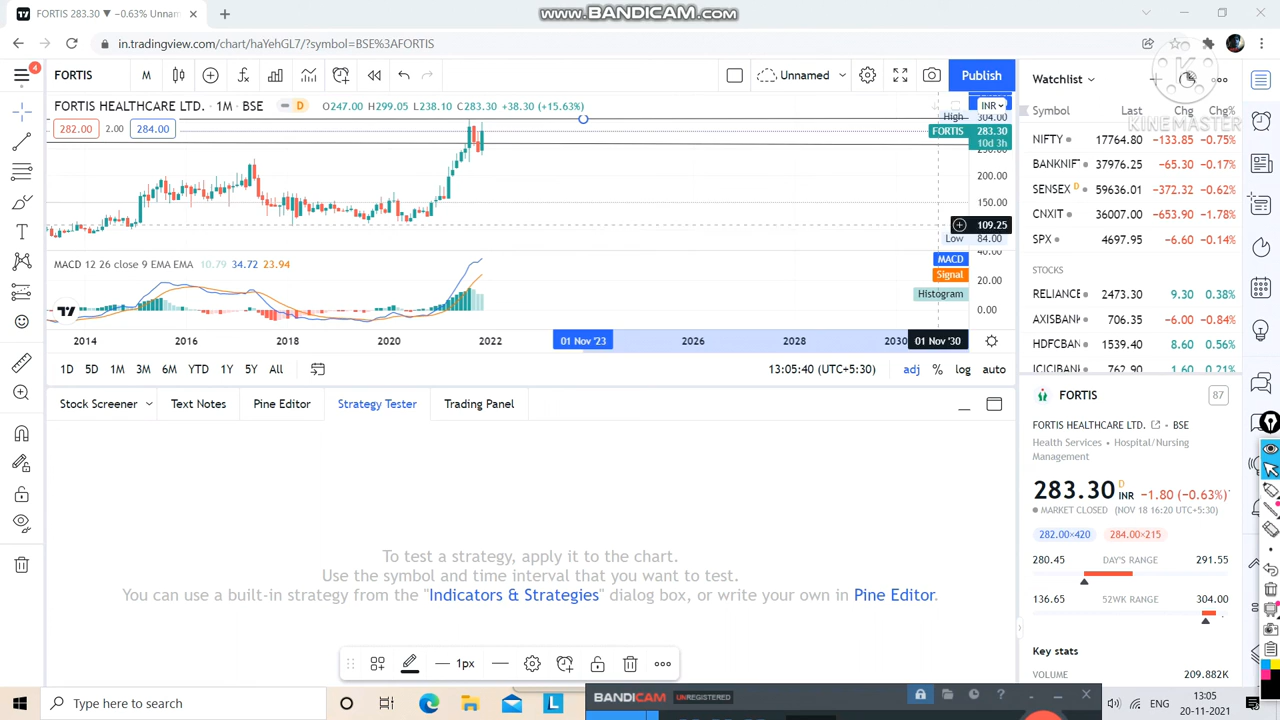 FORTIS 283.30 ▼ −0.63% Unnam
www.BANDICAM.com
in.tradingview.com/chart/haYehGL7/?symbol=BSE%3AFORTIS
4
FORTIS
M
Unnamed
Publish
Watchlist
KINEMASTER
FORTIS HEALTHCARE LTD. · 1M · BSE
D
O247.00 H299.05 L238.10 C283.30 +38.30 (+15.63%)
INR
282.00 2.00 284.00
High 304.00
FORTIS 283.30
10d 3h
200.00
150.00
109.25
Low 84.00
MACD 12 26 close 9 EMA EMA 10.79 34.72 23.94
40.00
MACD
Signal 20.00
Histogram
0.00
2014 2016 2018 2020 2022 01 Nov '23 2026 2028 2030 01 Nov '30
1D 5D 1M 3M 6M YTD 1Y 5Y All
13:05:40 (UTC+5:30) adj % log auto
Symbol Last Chg Chg%
NIFTY 17764.80 −133.85 −0.75%
BANKNIF 37976.25 −65.30 −0.17%
SENSEX D 59636.01 −372.32 −0.62%
CNXIT 36007.00 −653.90 −1.78%
SPX 4697.95 −6.60 −0.14%
STOCKS
RELIANCE 2473.30 9.30 0.38%
AXISBANK 706.35 −6.00 −0.84%
HDFCBAN 1539.40 8.60 0.56%
ICICIBANK 762.90 1.60 0.21%
Stock Screener Text Notes Pine Editor Strategy Tester Trading Panel
To test a strategy, apply it to the chart.
Use the symbol and time interval that you want to test.
You can use a built-in strategy from the "Indicators & Strategies" dialog box, or write your own in Pine Editor.
1px
FORTIS 87
FORTIS HEALTHCARE LTD. • BSE
Health Services • Hospital/Nursing
Management
283.30 D INR −1.80 (−0.63%)
MARKET CLOSED (NOV 18 16:20 UTC+5:30)
282.00×420 284.00×215
280.45 DAY'S RANGE 291.55
136.65 52WK RANGE 304.00
Key stats
VOLUME 209.882K
Type here to search
BANDICAM UNREGISTERED
ENG
13:05
20-11-2021